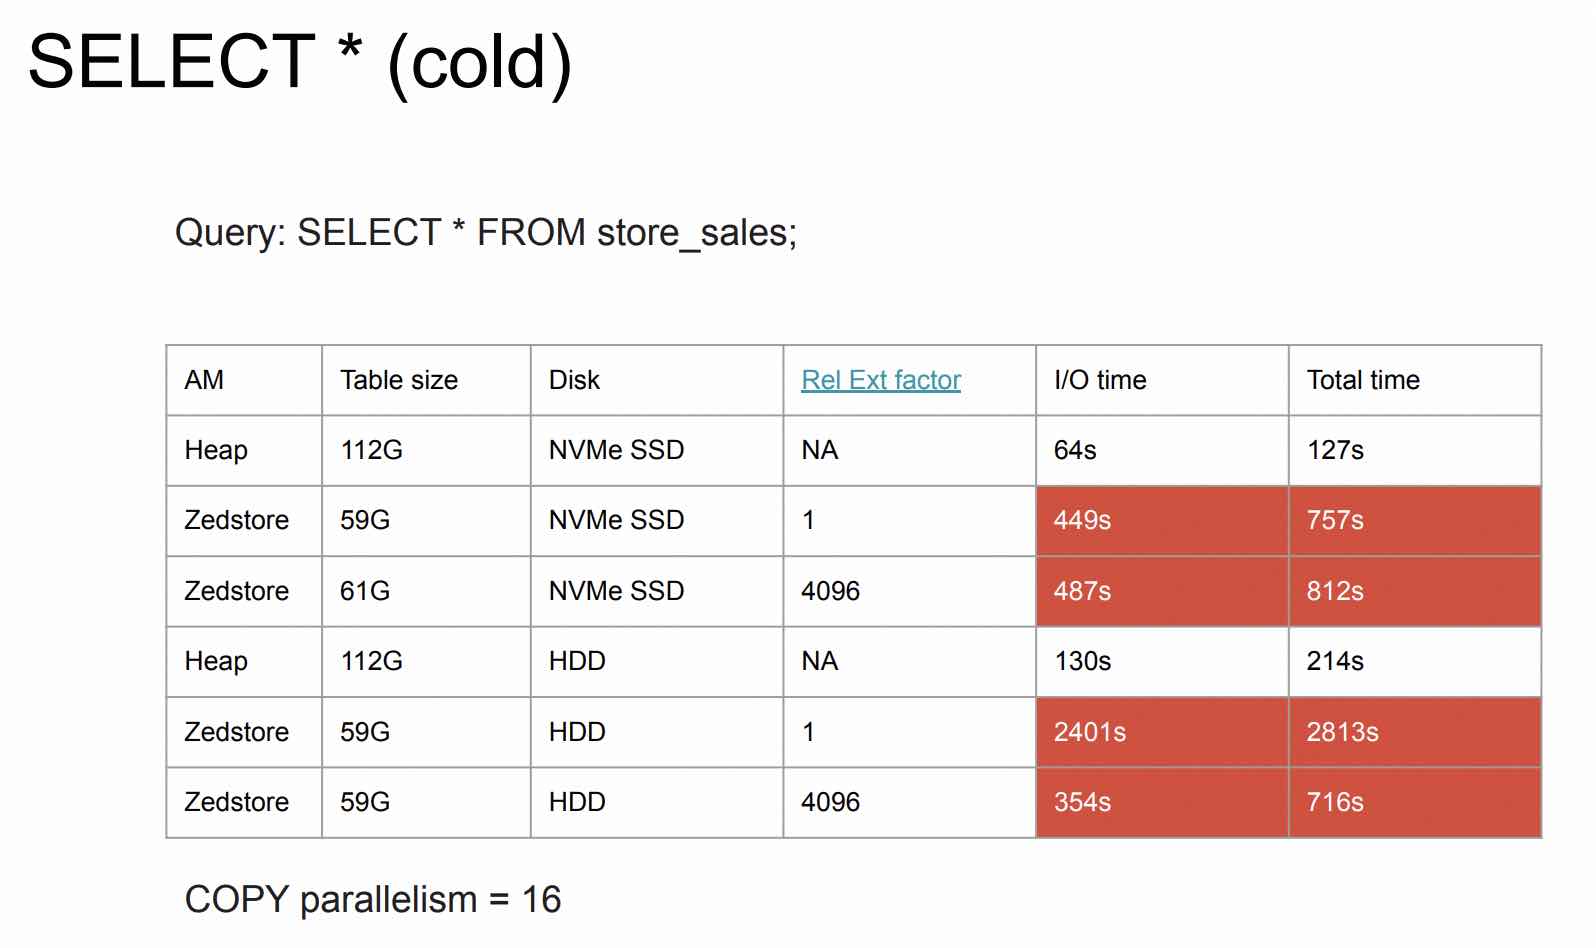 SELECT * (cold)
Query: SELECT * FROM store_sales;
AM Table size Disk Rel Ext factor I/O time Total time
Heap 112G NVMe SSD NA 64s 127s
Zedstore 59G NVMe SSD 1 449s 757s
Zedstore 61G NVMe SSD 4096 487s 812s
Heap 112G HDD NA 130s 214s
Zedstore 59G HDD 1 2401s 2813s
Zedstore 59G HDD 4096 354s 716s
COPY parallelism = 16